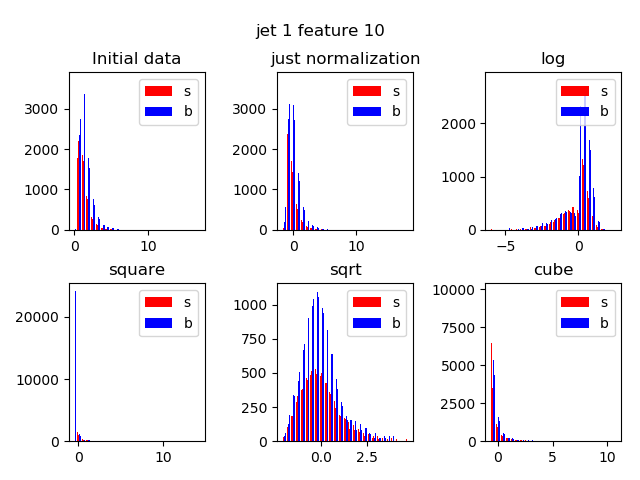 jet 1 feature 10
Initial data
just normalization
log
3000
2000
1000
0
0
10
s
b
3000
2000
1000
0
0
10
s
b
2000
1000
0
−5
0
s
b
square
sqrt
cube
20000
10000
0
0
10
s
b
1000
750
500
250
0
0.0
2.5
s
b
10000
7500
5000
2500
0
0
5
10
s
b